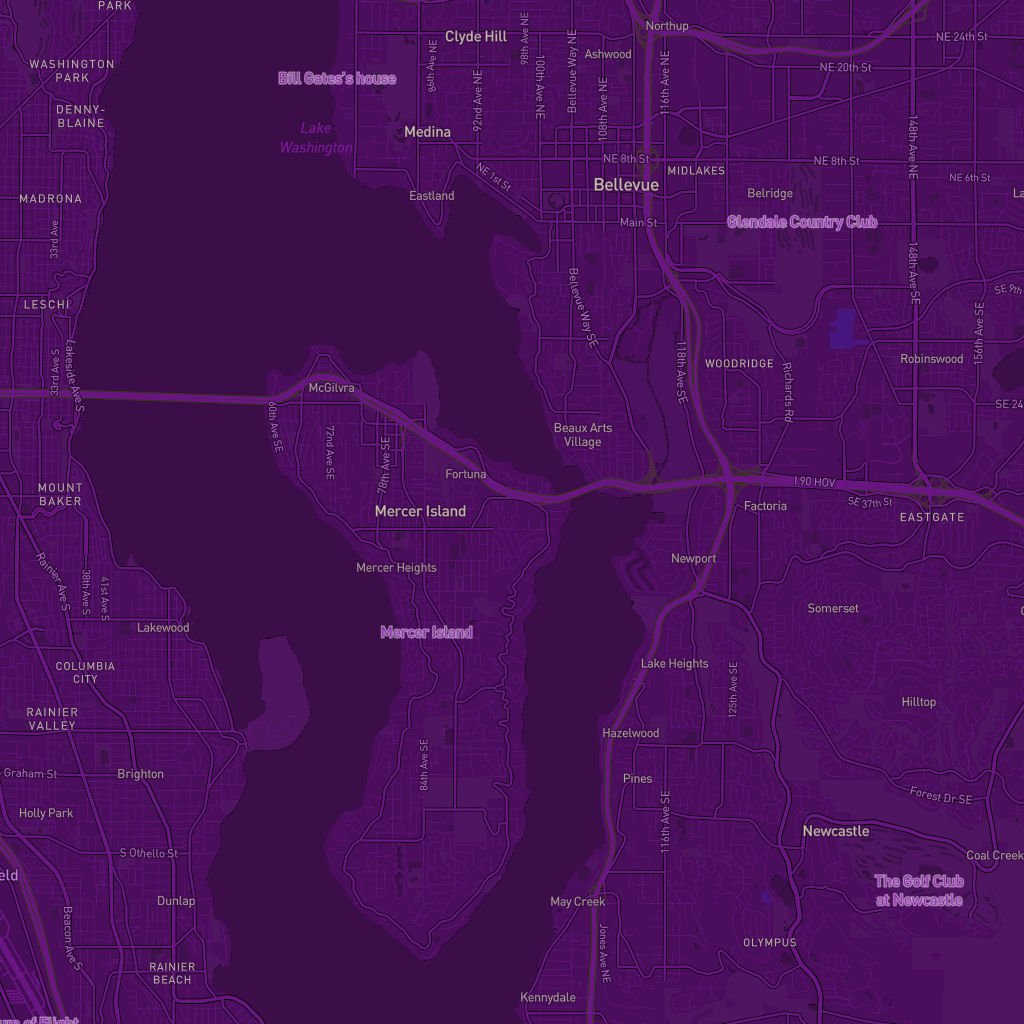 PARK
Clyde Hill
98th Ave NE
Northup
NE 24th St
WASHINGTON
PARK
Bill Gates's house
86th Ave NE
100th Ave NE
Bellevue Way NE
Ashwood
116th Ave NE
NE 20th St
92nd Ave NE
108th Ave NE
DENNY-
BLAINE
Lake
Washington
Medina
148th Ave NE
NE 8th St
NE 8th St
MIDLAKES
NE 1st St
NE 6th St
Bellevue
Belridge
MADRONA
Eastland
Main St
Glendale Country Club
33rd Ave
148th Ave SE
SE 9th
LESCHI
Bellevue Way SE
156th Ave SE
118th Ave SE
WOODRIDGE
Robinswood
33rd Ave S
Lakeside Ave S
McGilvra
Richards Rd
60th Ave SE
SE 24
Beaux Arts
Village
72nd Ave SE
78th Ave SE
Fortuna
I 90 HOV
MOUNT
BAKER
Mercer Island
Factoria
SE 37th St
EASTGATE
Newport
Mercer Heights
Rainier Ave S
38th Ave S
41st Ave S
Somerset
Lakewood
Mercer Island
COLUMBIA
CITY
Lake Heights
125th Ave SE
Hilltop
RAINIER
VALLEY
Hazelwood
84th Ave SE
Graham St
Brighton
Pines
Forest Dr SE
Holly Park
116th Ave SE
Newcastle
S Othello St
Coal Creek
The Golf Club
at Newcastle
Dunlap
May Creek
Beacon Ave S
Jones Ave NE
OLYMPUS
RAINIER
BEACH
Kennydale